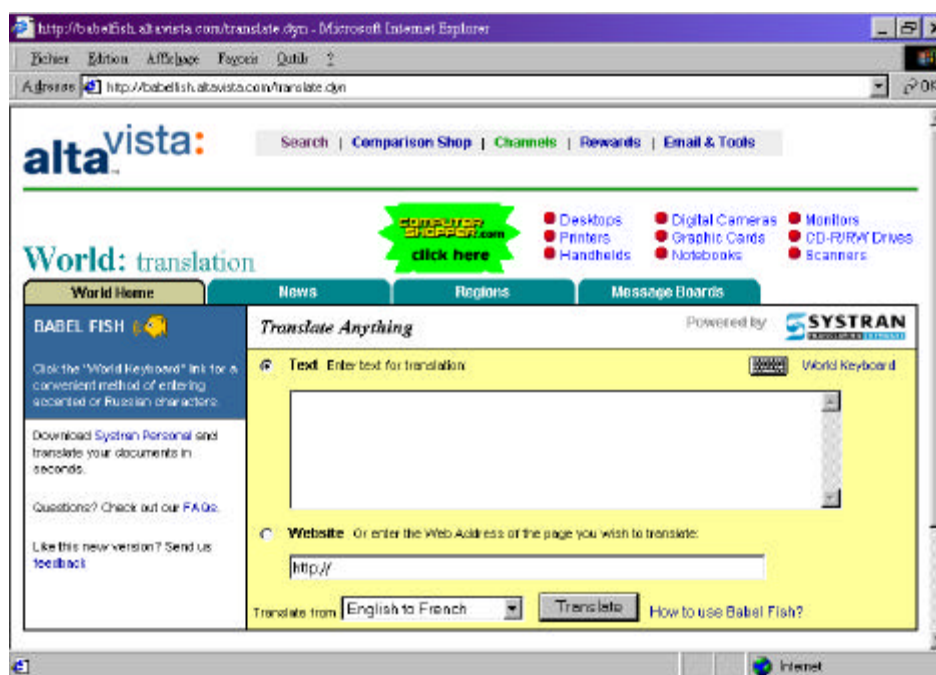 http://babelfish.altavista.com/translate.dyn - Microsoft Internet Explorer
Fichier Edition Affichage Favoris Outils ?
Adresse http://babelfish.altavista.com/translate.dyn OK
altavista:
Search | Comparison Shop | Channels | Rewards | Email & Tools
COMPUTER SHOPPER.com
click here
Desktops Digital Cameras Monitors
Printers Graphic Cards CD-R/RW Drives
Handhelds Notebooks Scanners
World: translation
World Home News Regions Message Boards
BABEL FISH
Click the "World Keyboard" link for a
convenient method of entering
accented or Russian characters.
Download Systran Personal and
translate your documents in
seconds.
Questions? Check out our FAQs.
Like this new version? Send us
feedback
Translate Anything Powered by SYSTRAN
Text Enter text for translation: World Keyboard
Website Or enter the Web Address of the page you wish to translate:
http://
Translate from English to French Translate How to use Babel Fish?
Internet